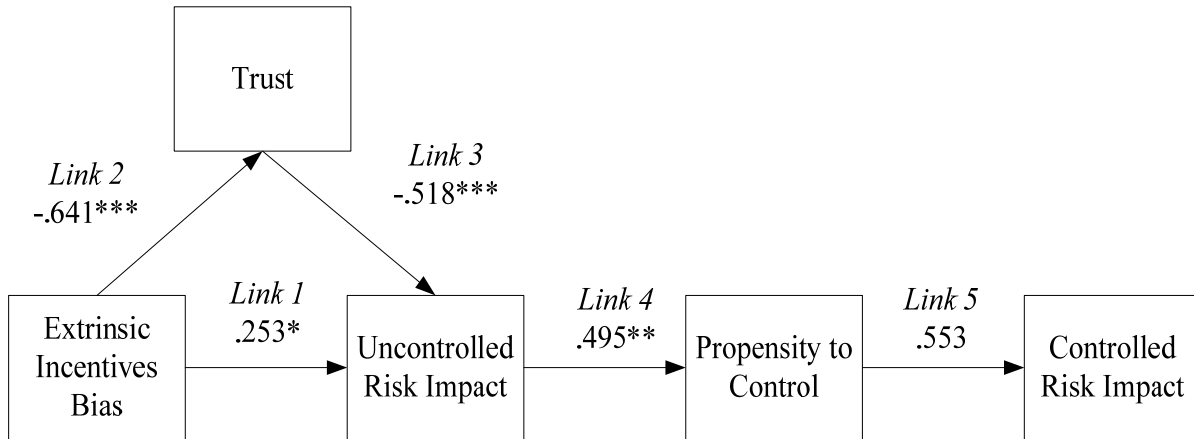 Trust
Link 2
-.641***
Link 3
-.518***
Extrinsic
Incentives
Bias
Link 1
.253*
Uncontrolled
Risk Impact
Link 4
.495**
Propensity to
Control
Link 5
.553
Controlled
Risk Impact